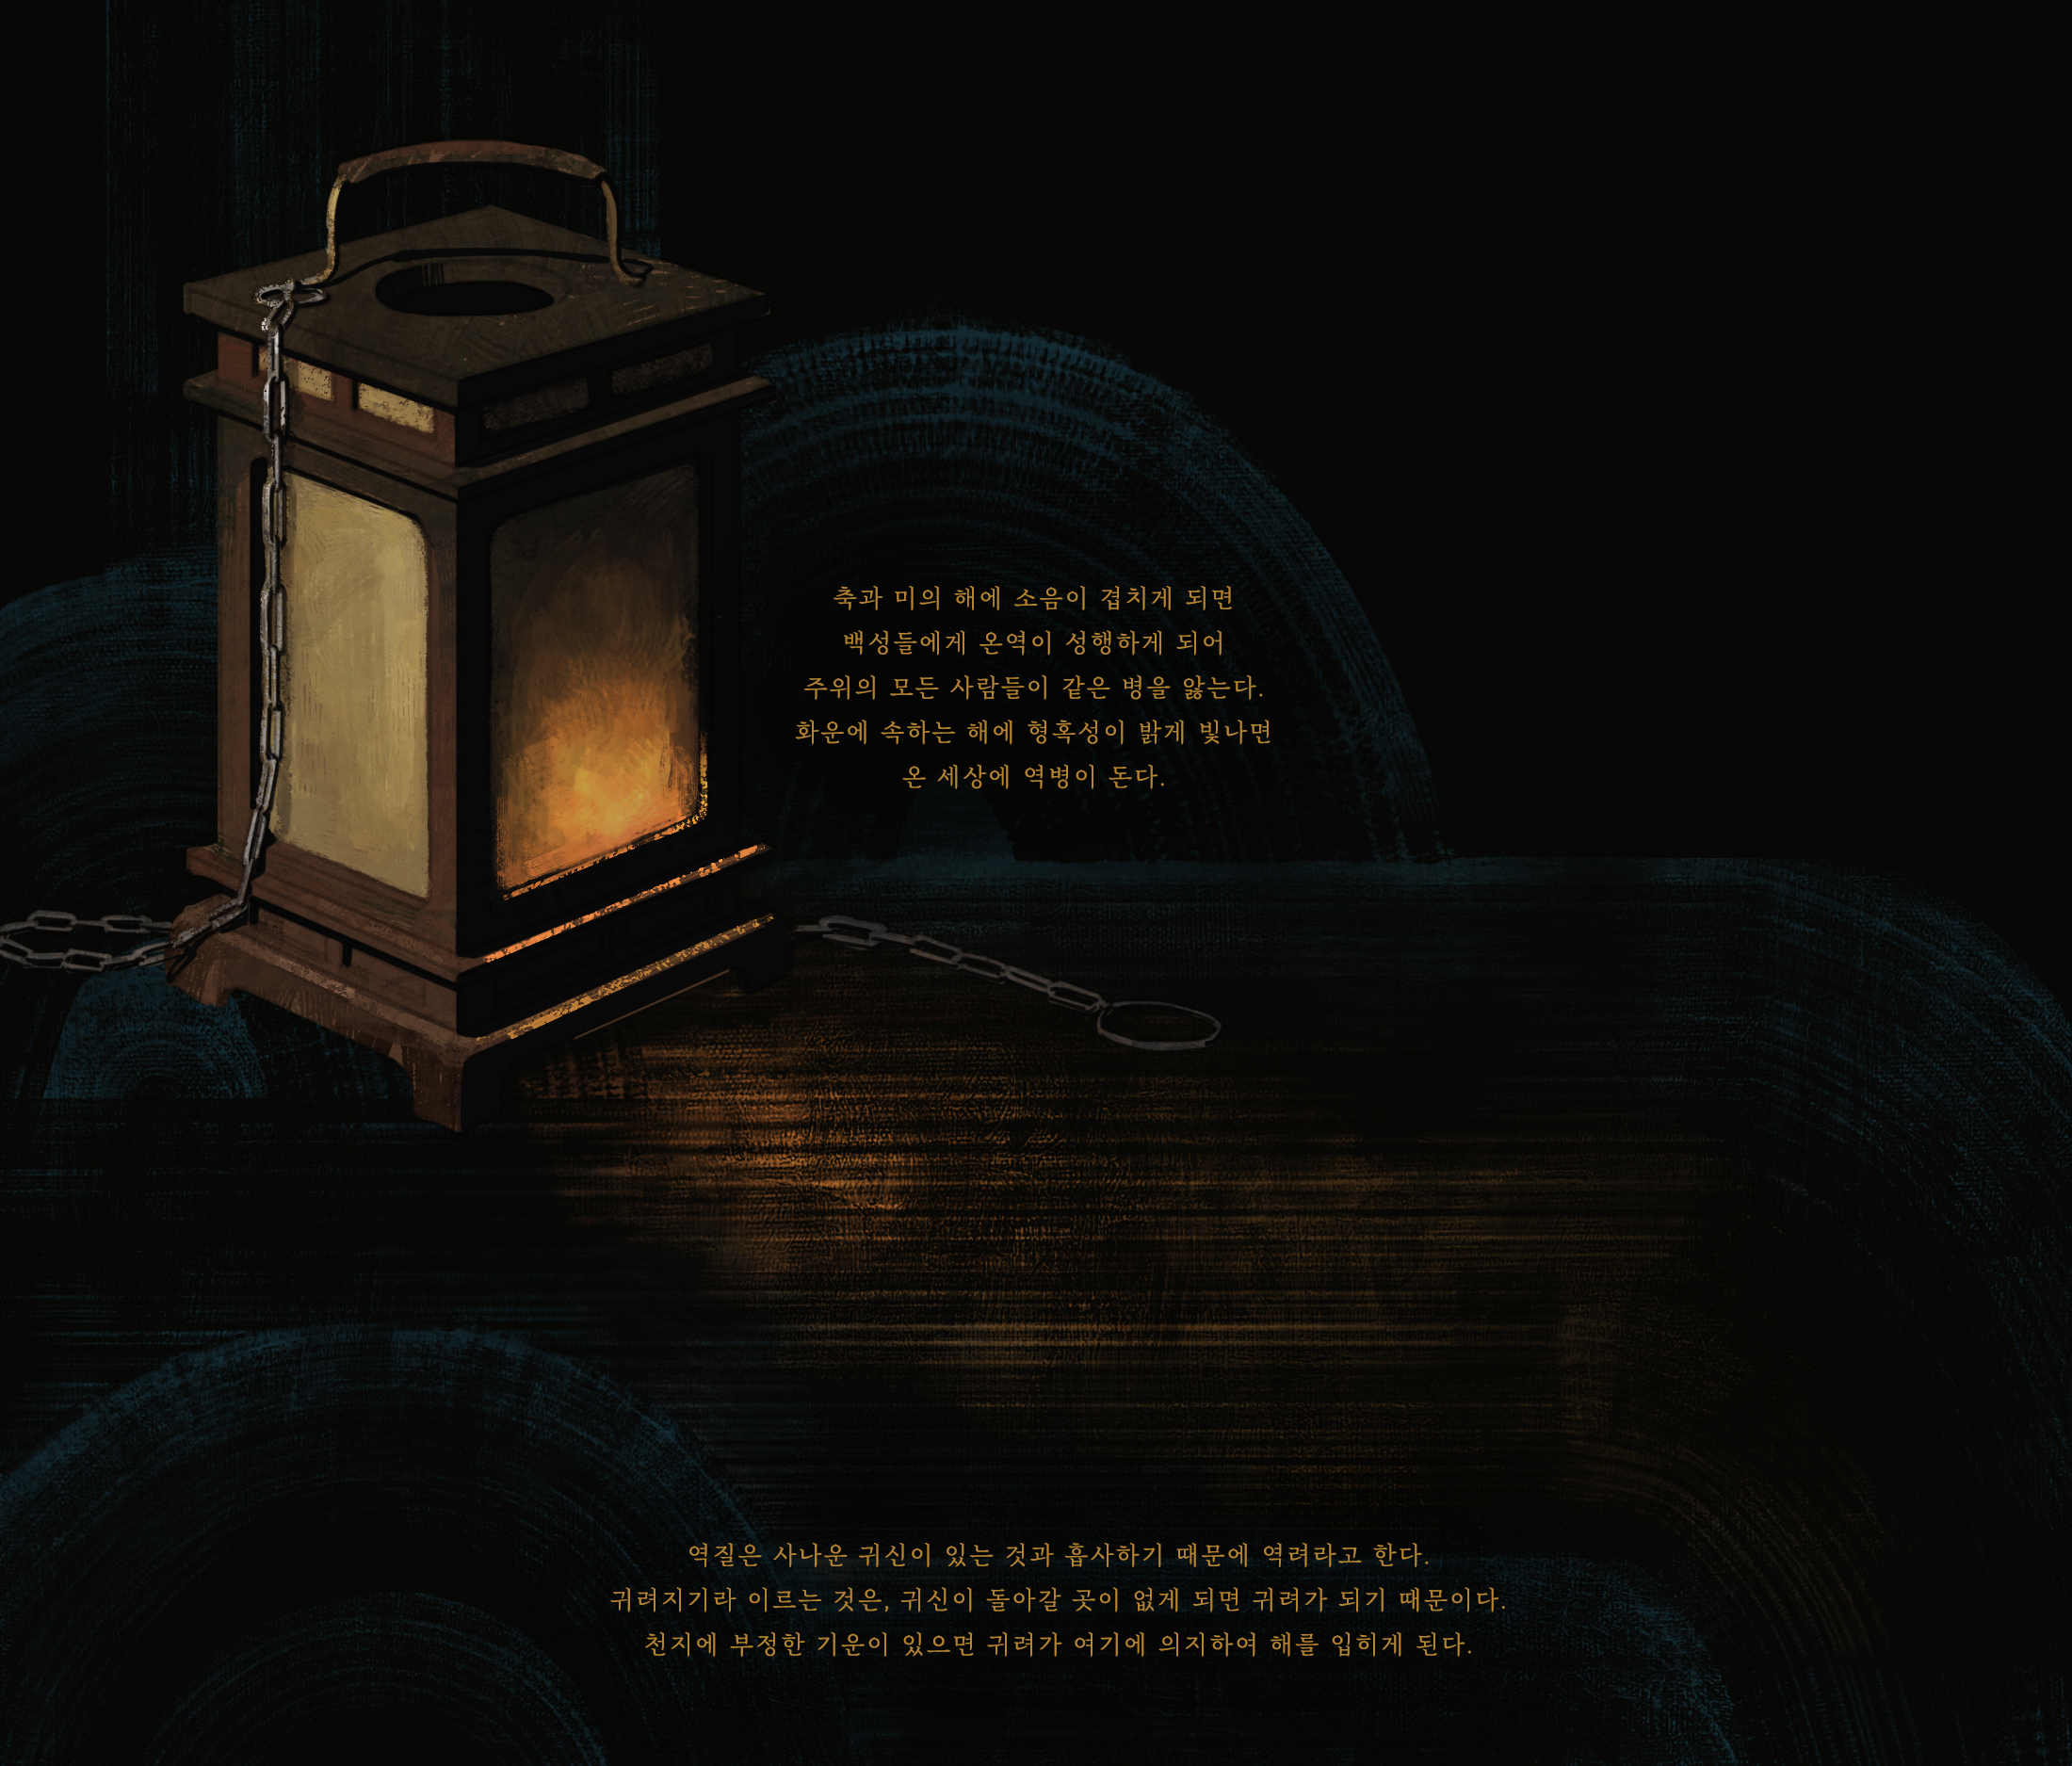 축과 미의 해에 소음이 겹치게 되면
백성들에게 온역이 성행하게 되어
주위의 모든 사람들이 같은 병을 앓는다.
화운에 속하는 해에 형혹성이 밝게 빛나면
온 세상에 역병이 돈다.
역질은 사나운 귀신이 있는 것과 흡사하기 때문에 역려라고 한다.
귀려지기라 이르는 것은, 귀신이 돌아갈 곳이 없게 되면 귀려가 되기 때문이다.
천지에 부정한 기운이 있으면 귀려가 여기에 의지하여 해를 입히게 된다.